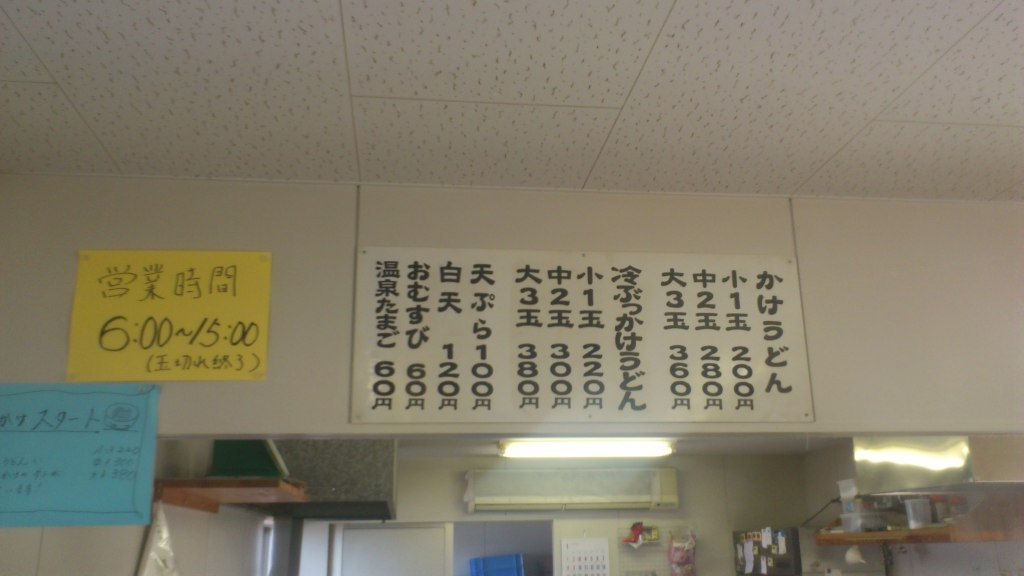 かけうどん
小1玉 200円
中2玉 280円
大3玉 360円
冷ぶっかけうどん
小1玉 220円
中2玉 300円
大3玉 380円
天ぷら100円
白天 120円
おむすび 60円
温泉たまご 60円
営業時間
6:00~15:00
(玉切れ終了)
スタート